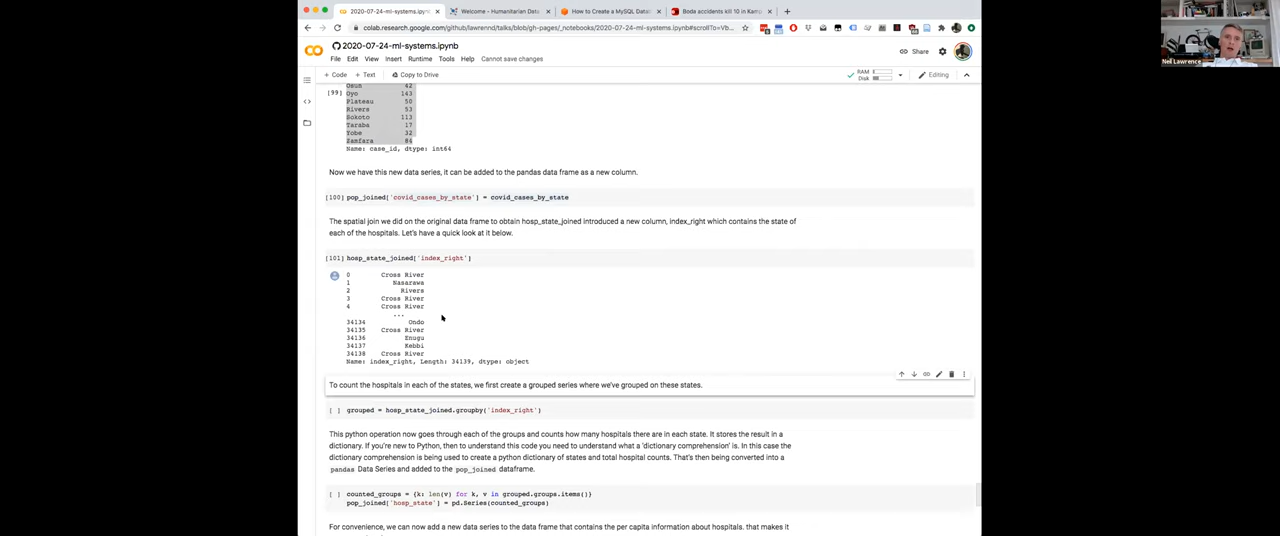 2020-07-24-ml-systems.ipynb
Welcome - Humanitarian Data
How to Create a MySQL Datab
Boda accidents kill 10 in Kam
colab.research.google.com/github/lawrennd/talks/blob/gh-pages/_notebooks/2020-07-24-ml-systems.ipynb#scrollTo=Vb...
2020-07-24-ml-systems.ipynb
Share
File Edit View Insert Runtime Tools Help Cannot save changes
+ Code + Text Copy to Drive
RAM
Disk
Editing
Osun 42
[99] Oyo 143
Plateau 50
Rivers 53
Sokoto 113
Taraba 17
Yobe 32
Zamfara 84
Name: case_id, dtype: int64
Now we have this new data series, it can be added to the pandas data frame as a new column.
[100] pop_joined['covid_cases_by_state'] = covid_cases_by_state
The spatial join we did on the original data frame to obtain hosp_state_joined introduced a new column, index_right which contains the state of
each of the hospitals. Let's have a quick look at it below.
[101] hosp_state_joined['index_right']
0 Cross River
1 Nasarawa
2 Rivers
3 Cross River
4 Cross River
...
34134 Ondo
34135 Cross River
34136 Enugu
34137 Kebbi
34138 Cross River
Name: index_right, Length: 34139, dtype: object
To count the hospitals in each of the states, we first create a grouped series where we've grouped on these states.
[ ] grouped = hosp_state_joined.groupby('index_right')
This python operation now goes through each of the groups and counts how many hospitals there are in each state. It stores the result in a
dictionary. If you're new to Python, then to understand this code you need to understand what a 'dictionary comprehension' is. In this case the
dictionary comprehension is being used to create a python dictionary of states and total hospital counts. That's then being converted into a
pandas Data Series and added to the pop_joined dataframe.
[ ] counted_groups = {k: len(v) for k, v in grouped.groups.items()}
pop_joined['hosp_state'] = pd.Series(counted_groups)
For convenience, we can now add a new data series to the data frame that contains the per capita information about hospitals. that makes it
Neil Lawrence